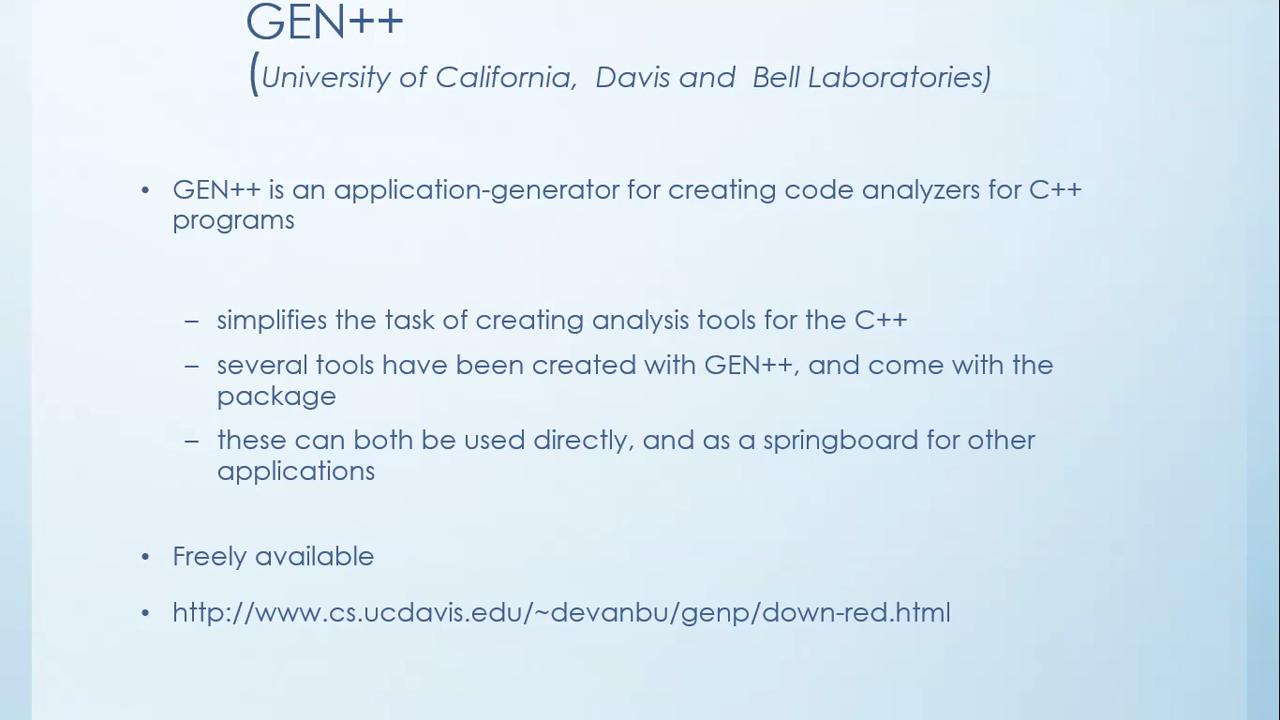 GEN++
(University of California, Davis and Bell Laboratories)
• GEN++ is an application-generator for creating code analyzers for C++
programs
– simplifies the task of creating analysis tools for the C++
– several tools have been created with GEN++, and come with the
package
– these can both be used directly, and as a springboard for other
applications
• Freely available
• http://www.cs.ucdavis.edu/~devanbu/genp/down-red.html